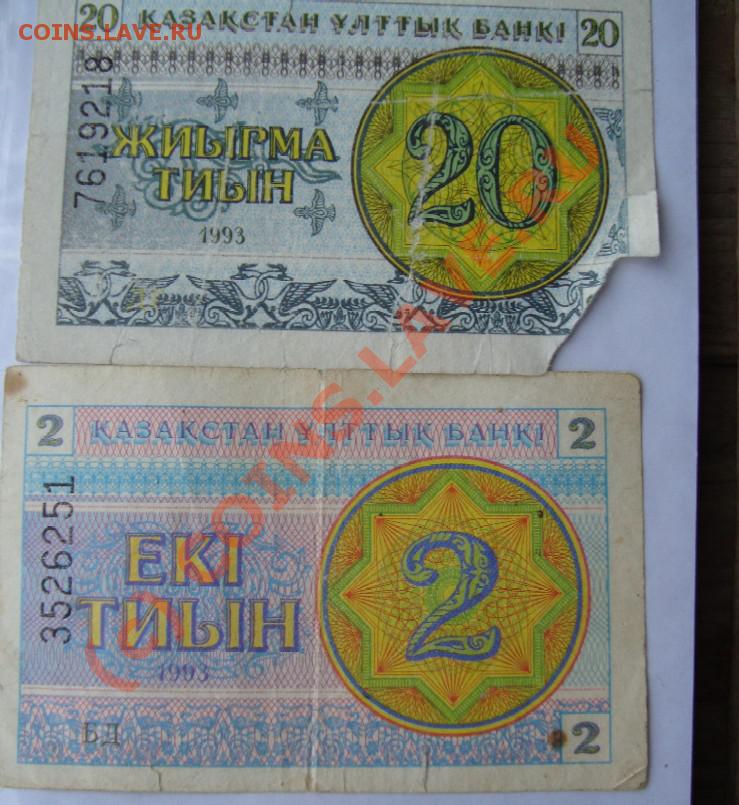 COINS.LAVE.RU
20 ҚАЗАҚСТАН ҰЛТТЫҚ БАНКІ 20
7619218
ЖИЫРМА
ТИЫН
1993
20
2 ҚАЗАҚСТАН ҰЛТТЫҚ БАНКІ 2
3526251
ЕКІ
ТИЫН
1993
2
БД
2